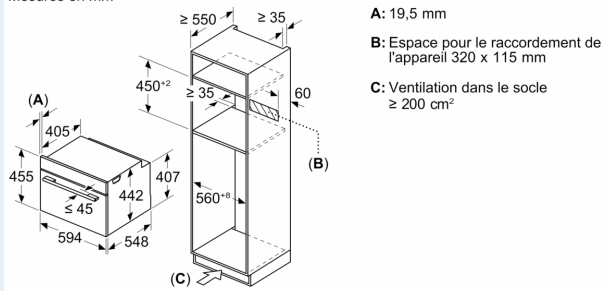 Mesures en mm
≥ 550
≥ 35
A: 19,5 mm
B: Espace pour le raccordement de
l'appareil 320 x 115 mm
C: Ventilation dans le socle
≥ 200 cm²
450⁺²
≥ 35
60
(A)
405
(B)
455
442
407
≤ 45
560⁺⁸
594
548
(C)